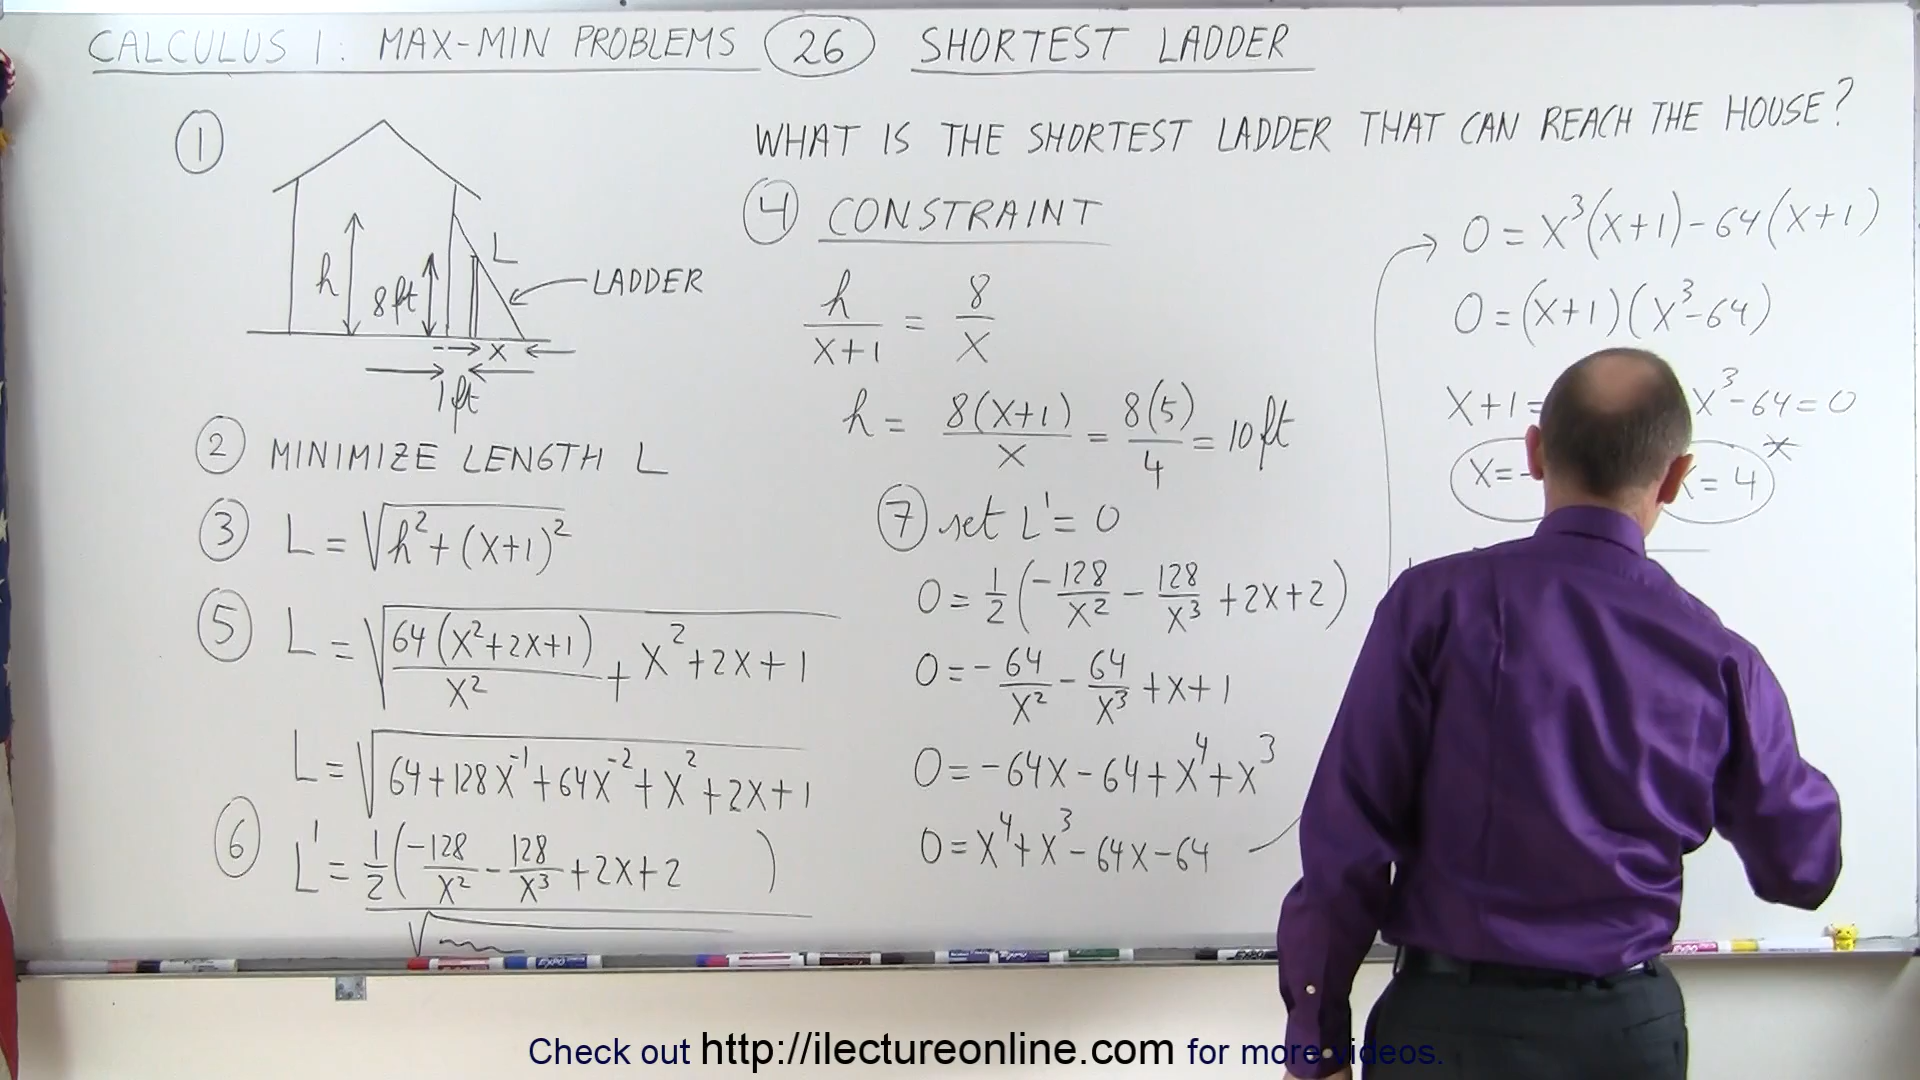 CALCULUS 1: MAX-MIN PROBLEMS 26 SHORTEST LADDER
WHAT IS THE SHORTEST LADDER THAT CAN REACH THE HOUSE?
1
h
8ft
L
LADDER
x
1ft
2 MINIMIZE LENGTH L
3 L = √(h² + (x+1)²)
5 L = √(64(x²+2x+1)/x² + x²+2x+1)
L = √(64+128x⁻¹+64x⁻²+x²+2x+1)
6 L' = 1/2(-128/x² - 128/x³ + 2x+2)/√
4 CONSTRAINT
h/(x+1) = 8/x
h = 8(x+1)/x = 8(5)/4 = 10ft
7 set L' = 0
0 = 1/2(-128/x² - 128/x³ + 2x+2)
0 = -64/x² - 64/x³ + x+1
0 = -64x - 64 + x⁴ + x³
0 = x⁴ + x³ - 64x - 64
0 = x³(x+1) - 64(x+1)
0 = (x+1)(x³-64)
x+1= x³-64=0
x=- x=4 *
EXPO
Check out http://ilectureonline.com for more videos.